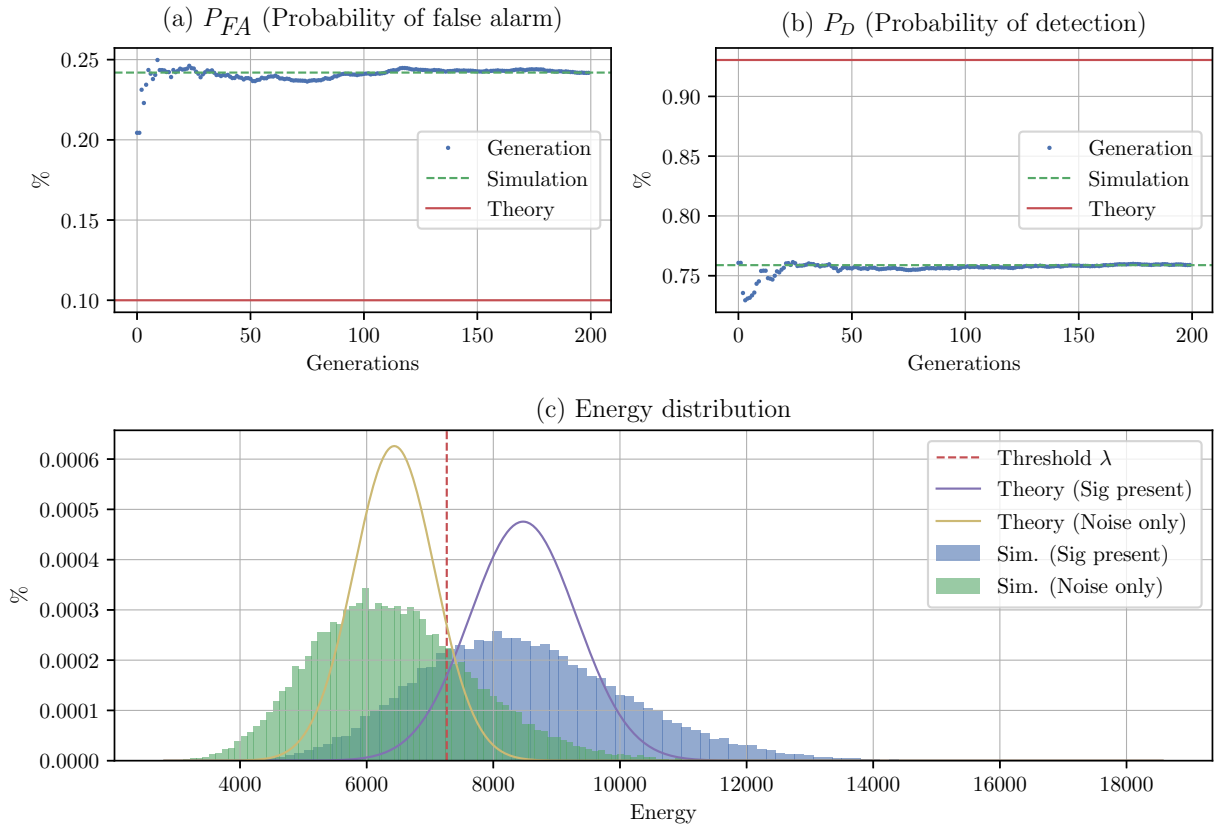 (a) P_FA (Probability of false alarm)
0.25
0.20
0.15
0.10
%
Generation
Simulation
Theory
0 50 100 150 200
Generations
(b) P_D (Probability of detection)
0.90
0.85
0.80
0.75
%
Generation
Simulation
Theory
0 50 100 150 200
Generations
(c) Energy distribution
0.0006
0.0005
0.0004
0.0003
0.0002
0.0001
0.0000
%
Threshold λ
Theory (Sig present)
Theory (Noise only)
Sim. (Sig present)
Sim. (Noise only)
4000 6000 8000 10000 12000 14000 16000 18000
Energy